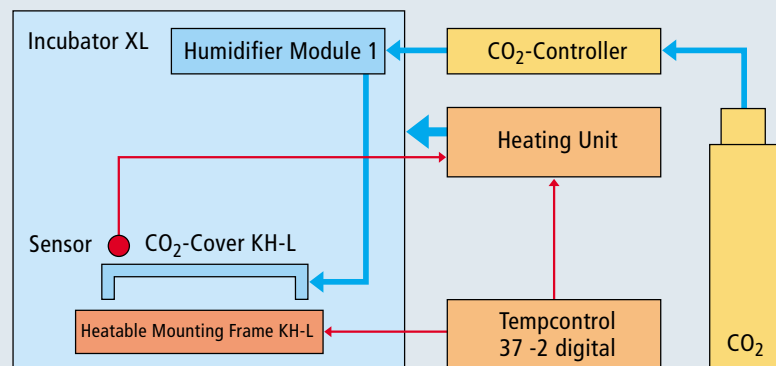 Incubator XL
Humidifier Module 1
CO₂-Controller
Heating Unit
Sensor
CO₂-Cover KH-L
Heatable Mounting Frame KH-L
Tempcontrol
37 -2 digital
CO₂